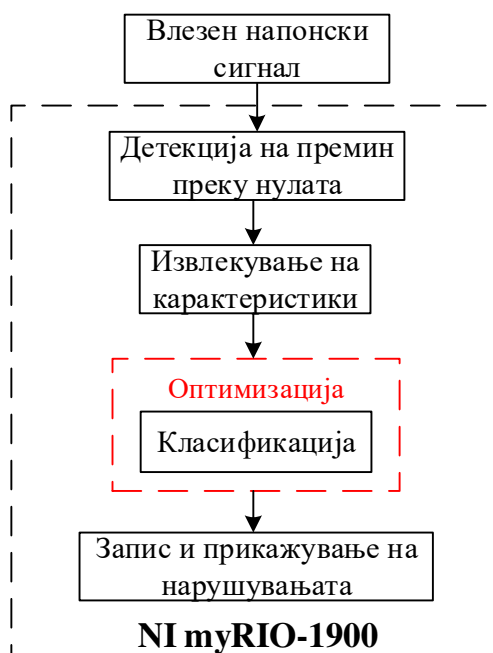 Влезен напонски
сигнал
Детекција на премин
преку нулата
Извлекување на
карактеристики
Оптимизација
Класификација
Запис и прикажување на
нарушувањата
NI myRIO-1900